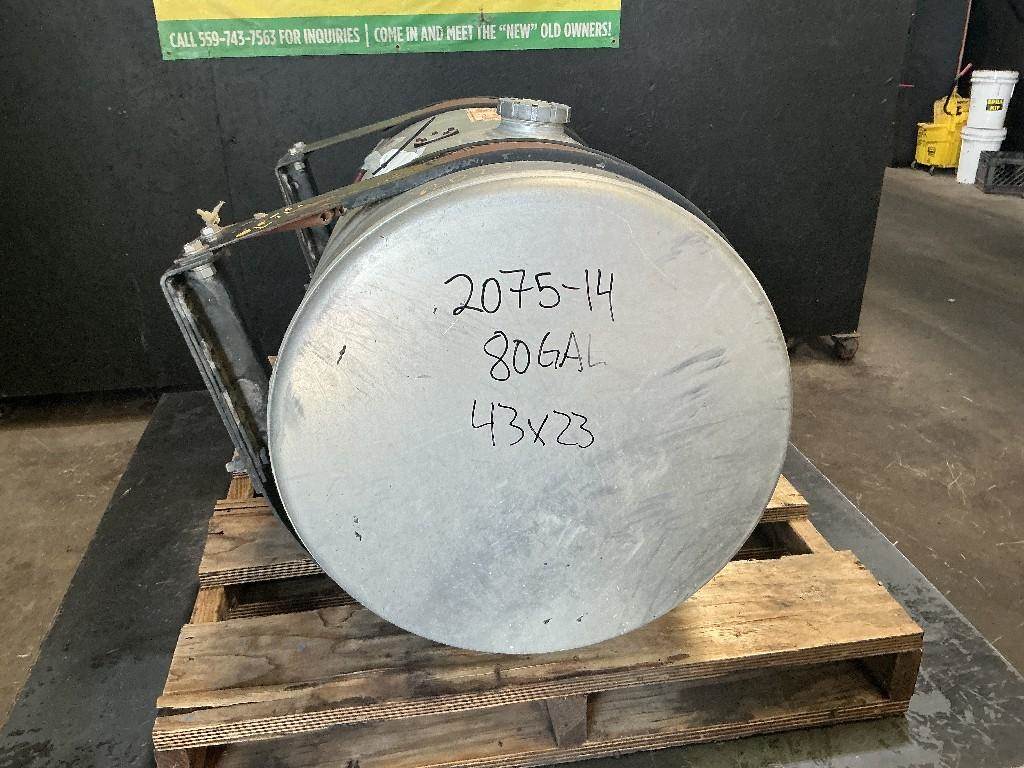 CALL 559-743-7563 FOR INQUIRIES | COME IN AND MEET THE “NEW” OLD OWNERS!
2075-14
80GAL
43x23